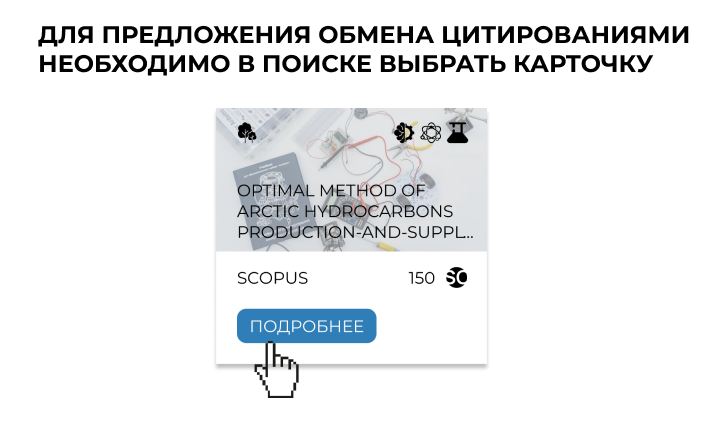 ДЛЯ ПРЕДЛОЖЕНИЯ ОБМЕНА ЦИТИРОВАНИЯМИ
НЕОБХОДИМО В ПОИСКЕ ВЫБРАТЬ КАРТОЧКУ
OPTIMAL METHOD OF
ARCTIC HYDROCARBONS
PRODUCTION-AND-SUPPL...
SCOPUS 150 SC
ПОДРОБНЕЕ